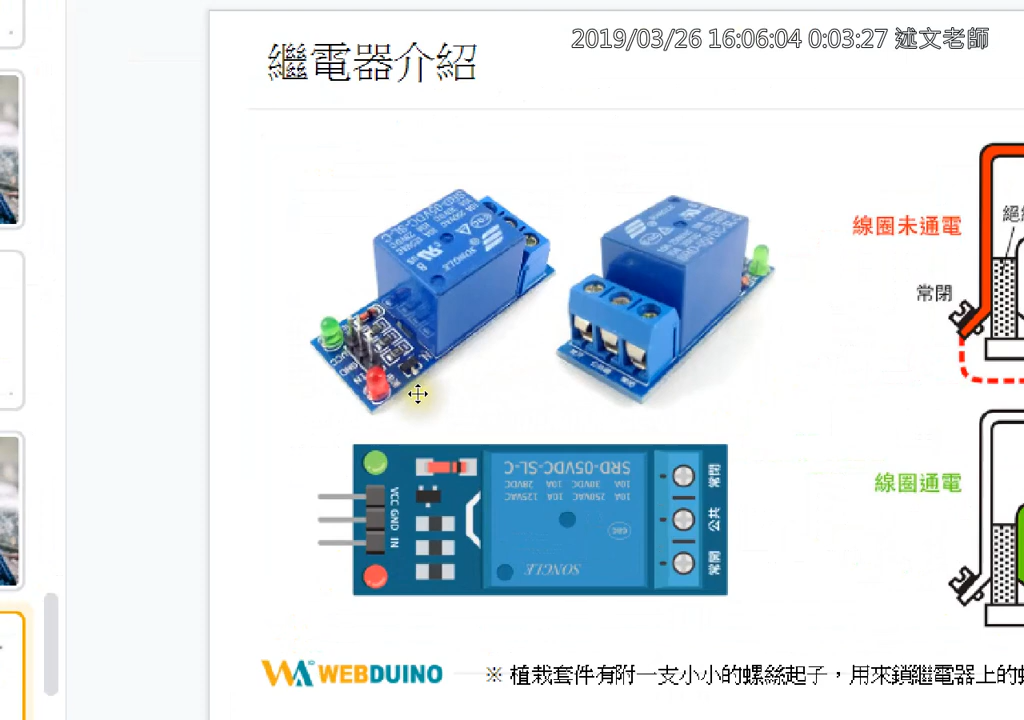 2019/03/26 16:06:04 0:03:27 述文老師
繼電器介紹
線圈未通電
常閉
線圈通電
SRD-05VDC-SL-C
10A 30VDC 10A 28VDC
10A 250VAC 10A 125VAC
SONGLE
VCC GND IN
常閉
公共
常開
WEBDUINO
※ 植栽套件有附一支小小的螺絲起子，用來鎖繼電器上的